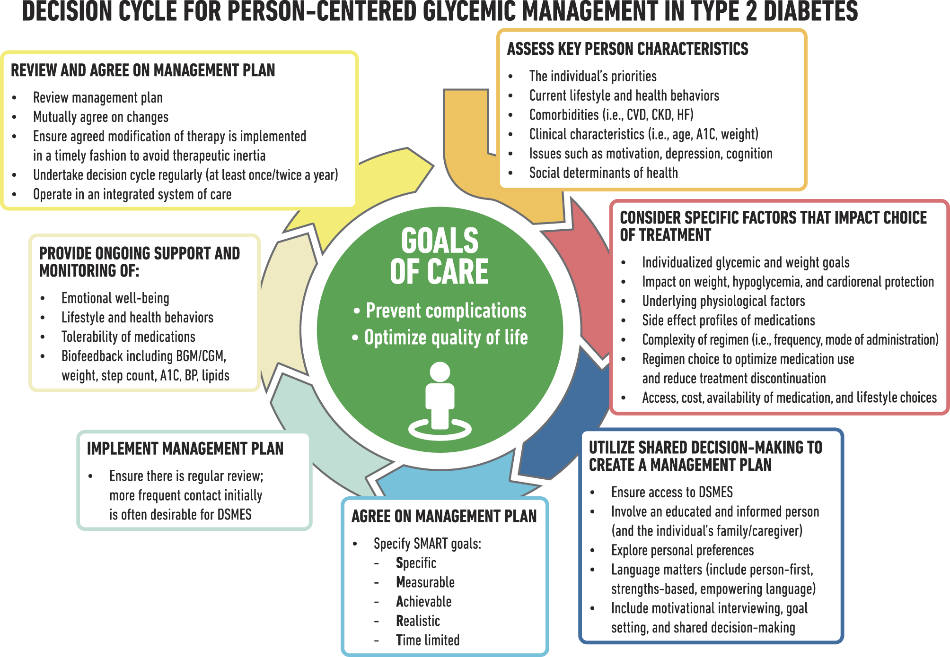 DECISION CYCLE FOR PERSON-CENTERED GLYCEMIC MANAGEMENT IN TYPE 2 DIABETES
REVIEW AND AGREE ON MANAGEMENT PLAN
• Review management plan
• Mutually agree on changes
• Ensure agreed modification of therapy is implemented
in a timely fashion to avoid therapeutic inertia
• Undertake decision cycle regularly (at least once/twice a year)
• Operate in an integrated system of care
ASSESS KEY PERSON CHARACTERISTICS
• The individual's priorities
• Current lifestyle and health behaviors
• Comorbidities (i.e., CVD, CKD, HF)
• Clinical characteristics (i.e., age, A1C, weight)
• Issues such as motivation, depression, cognition
• Social determinants of health
CONSIDER SPECIFIC FACTORS THAT IMPACT CHOICE
OF TREATMENT
• Individualized glycemic and weight goals
• Impact on weight, hypoglycemia, and cardiorenal protection
• Underlying physiological factors
• Side effect profiles of medications
• Complexity of regimen (i.e., frequency, mode of administration)
• Regimen choice to optimize medication use
and reduce treatment discontinuation
• Access, cost, availability of medication, and lifestyle choices
UTILIZE SHARED DECISION-MAKING TO
CREATE A MANAGEMENT PLAN
• Ensure access to DSMES
• Involve an educated and informed person
(and the individual's family/caregiver)
• Explore personal preferences
• Language matters (include person-first,
strengths-based, empowering language)
• Include motivational interviewing, goal
setting, and shared decision-making
AGREE ON MANAGEMENT PLAN
• Specify SMART goals:
- Specific
- Measurable
- Achievable
- Realistic
- Time limited
IMPLEMENT MANAGEMENT PLAN
• Ensure there is regular review;
more frequent contact initially
is often desirable for DSMES
PROVIDE ONGOING SUPPORT AND
MONITORING OF:
• Emotional well-being
• Lifestyle and health behaviors
• Tolerability of medications
• Biofeedback including BGM/CGM,
weight, step count, A1C, BP, lipids
GOALS
OF CARE
• Prevent complications
• Optimize quality of life